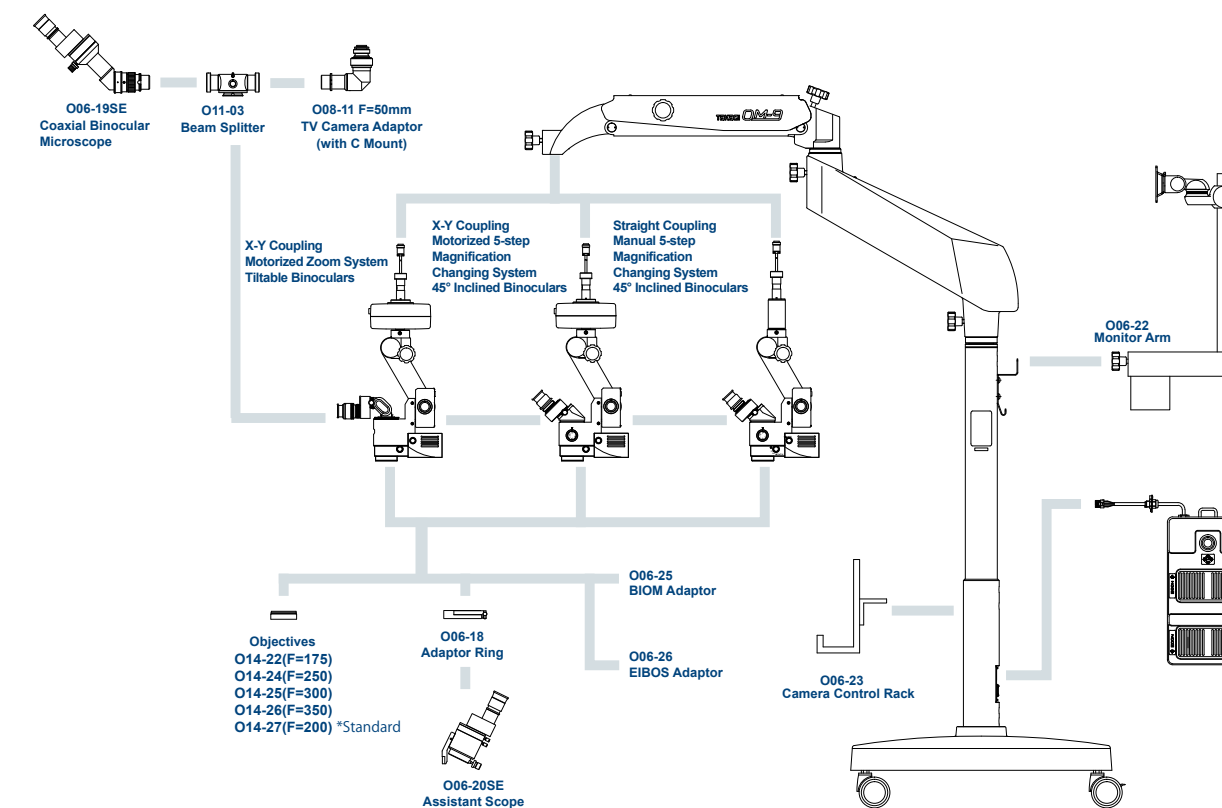 O06-19SE
Coaxial Binocular
Microscope
O11-03
Beam Splitter
O08-11 F=50mm
TV Camera Adaptor
(with C Mount)
OM-9
X-Y Coupling
Motorized Zoom System
Tiltable Binoculars
X-Y Coupling
Motorized 5-step
Magnification
Changing System
45° Inclined Binoculars
Straight Coupling
Manual 5-step
Magnification
Changing System
45° Inclined Binoculars
O06-22
Monitor Arm
O06-25
BIOM Adaptor
O06-26
EIBOS Adaptor
Objectives
O14-22(F=175)
O14-24(F=250)
O14-25(F=300)
O14-26(F=350)
O14-27(F=200) *Standard
O06-18
Adaptor Ring
O06-20SE
Assistant Scope
O06-23
Camera Control Rack